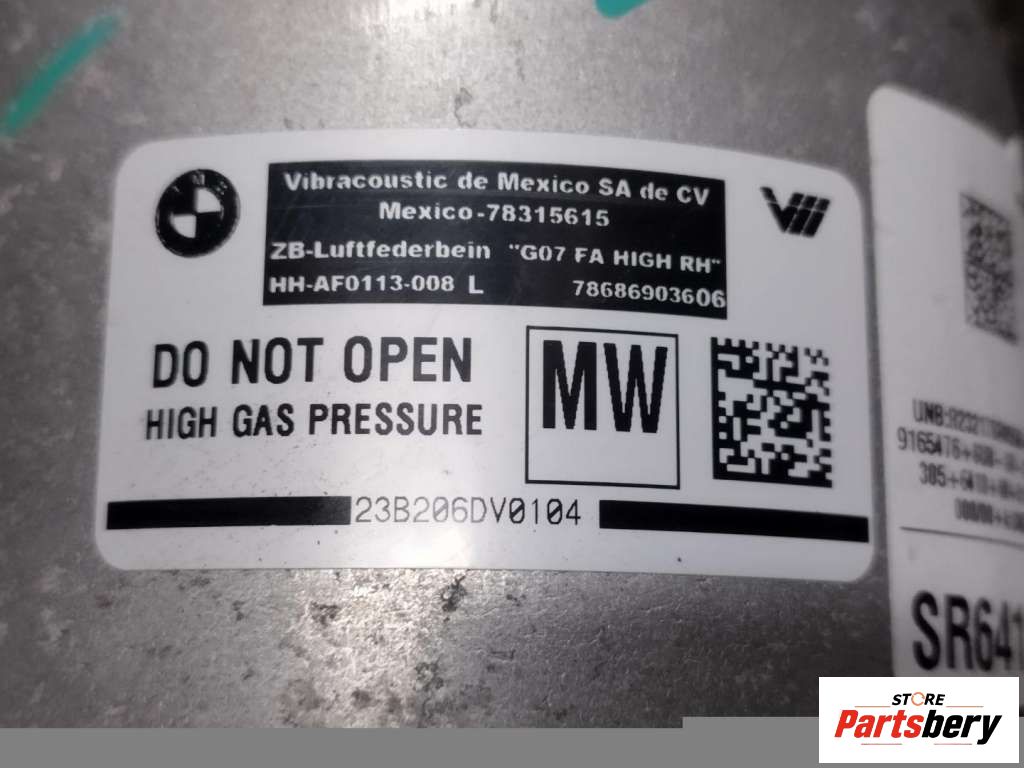 Vibracoustic de Mexico SA de CV
Mexico-78315615
ZB-Luftfederbein "G07 FA HIGH RH"
HH-AF0113-008 L 78686903606
DO NOT OPEN
HIGH GAS PRESSURE
MW
23B206DV0104
SR641
STORE
Partsbery